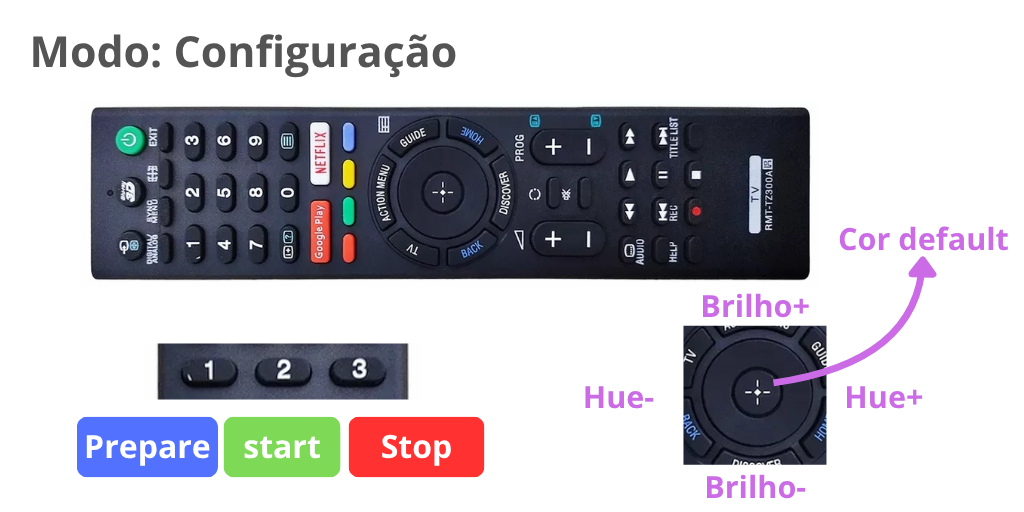 Modo: Configuração
EXIT
3
6
9
NETFLIX
GUIDE
HOME
PROG
+
−
TITLE LIST
2
5
8
0
ACTION MENU
DISCOVER
TV
RMT-TZ300A
SYNC MENU
DIGITAL/ANALOG
1
4
7
Google Play
TV
BACK
+
−
AUDIO
REC
HELP
Cor default
Brilho+
1 2 3
TV
GUID
Hue-
Hue+
BACK
HOM
DISCOVER
Brilho-
Prepare
start
Stop